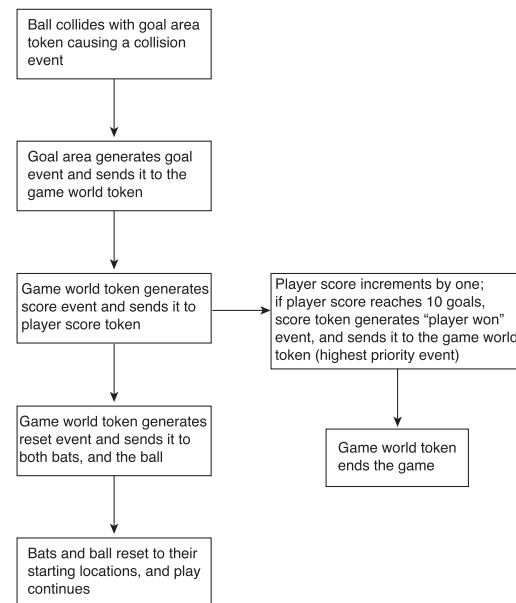 Ball collides with goal area
token causing a collision
event
Goal area generates goal
event and sends it to the
game world token
Game world token generates
score event and sends it to
player score token
Player score increments by one;
if player score reaches 10 goals,
score token generates “player won”
event, and sends it to the game world
token (highest priority event)
Game world token generates
reset event and sends it to
both bats, and the ball
Game world token
ends the game
Bats and ball reset to their
starting locations, and play
continues